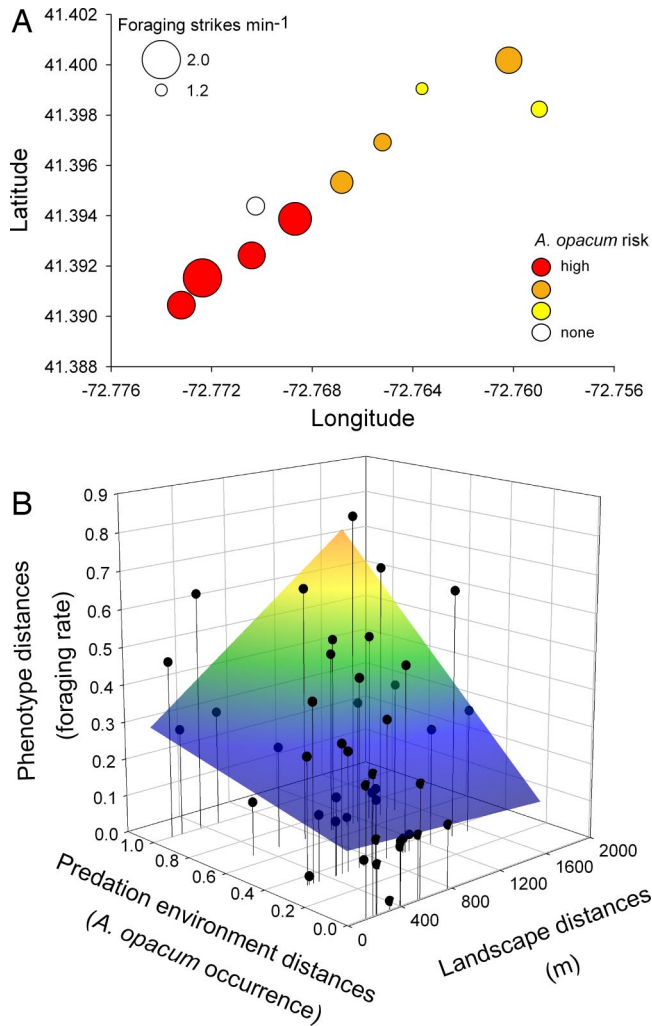 A
Foraging strikes min-1
2.0
1.2
41.402
41.400
41.398
41.396
41.394
41.392
41.390
41.388
Latitude
A. opacum risk
high
none
-72.776 -72.772 -72.768 -72.764 -72.760 -72.756
Longitude
B
0.9
0.8
0.7
0.6
0.5
0.4
0.3
0.2
0.1
0.0
Phenotype distances
(foraging rate)
1.0 0.8 0.6 0.4 0.2 0.0
Predation environment distances
(A. opacum occurrence)
0 400 800 1200 1600 2000
Landscape distances
(m)